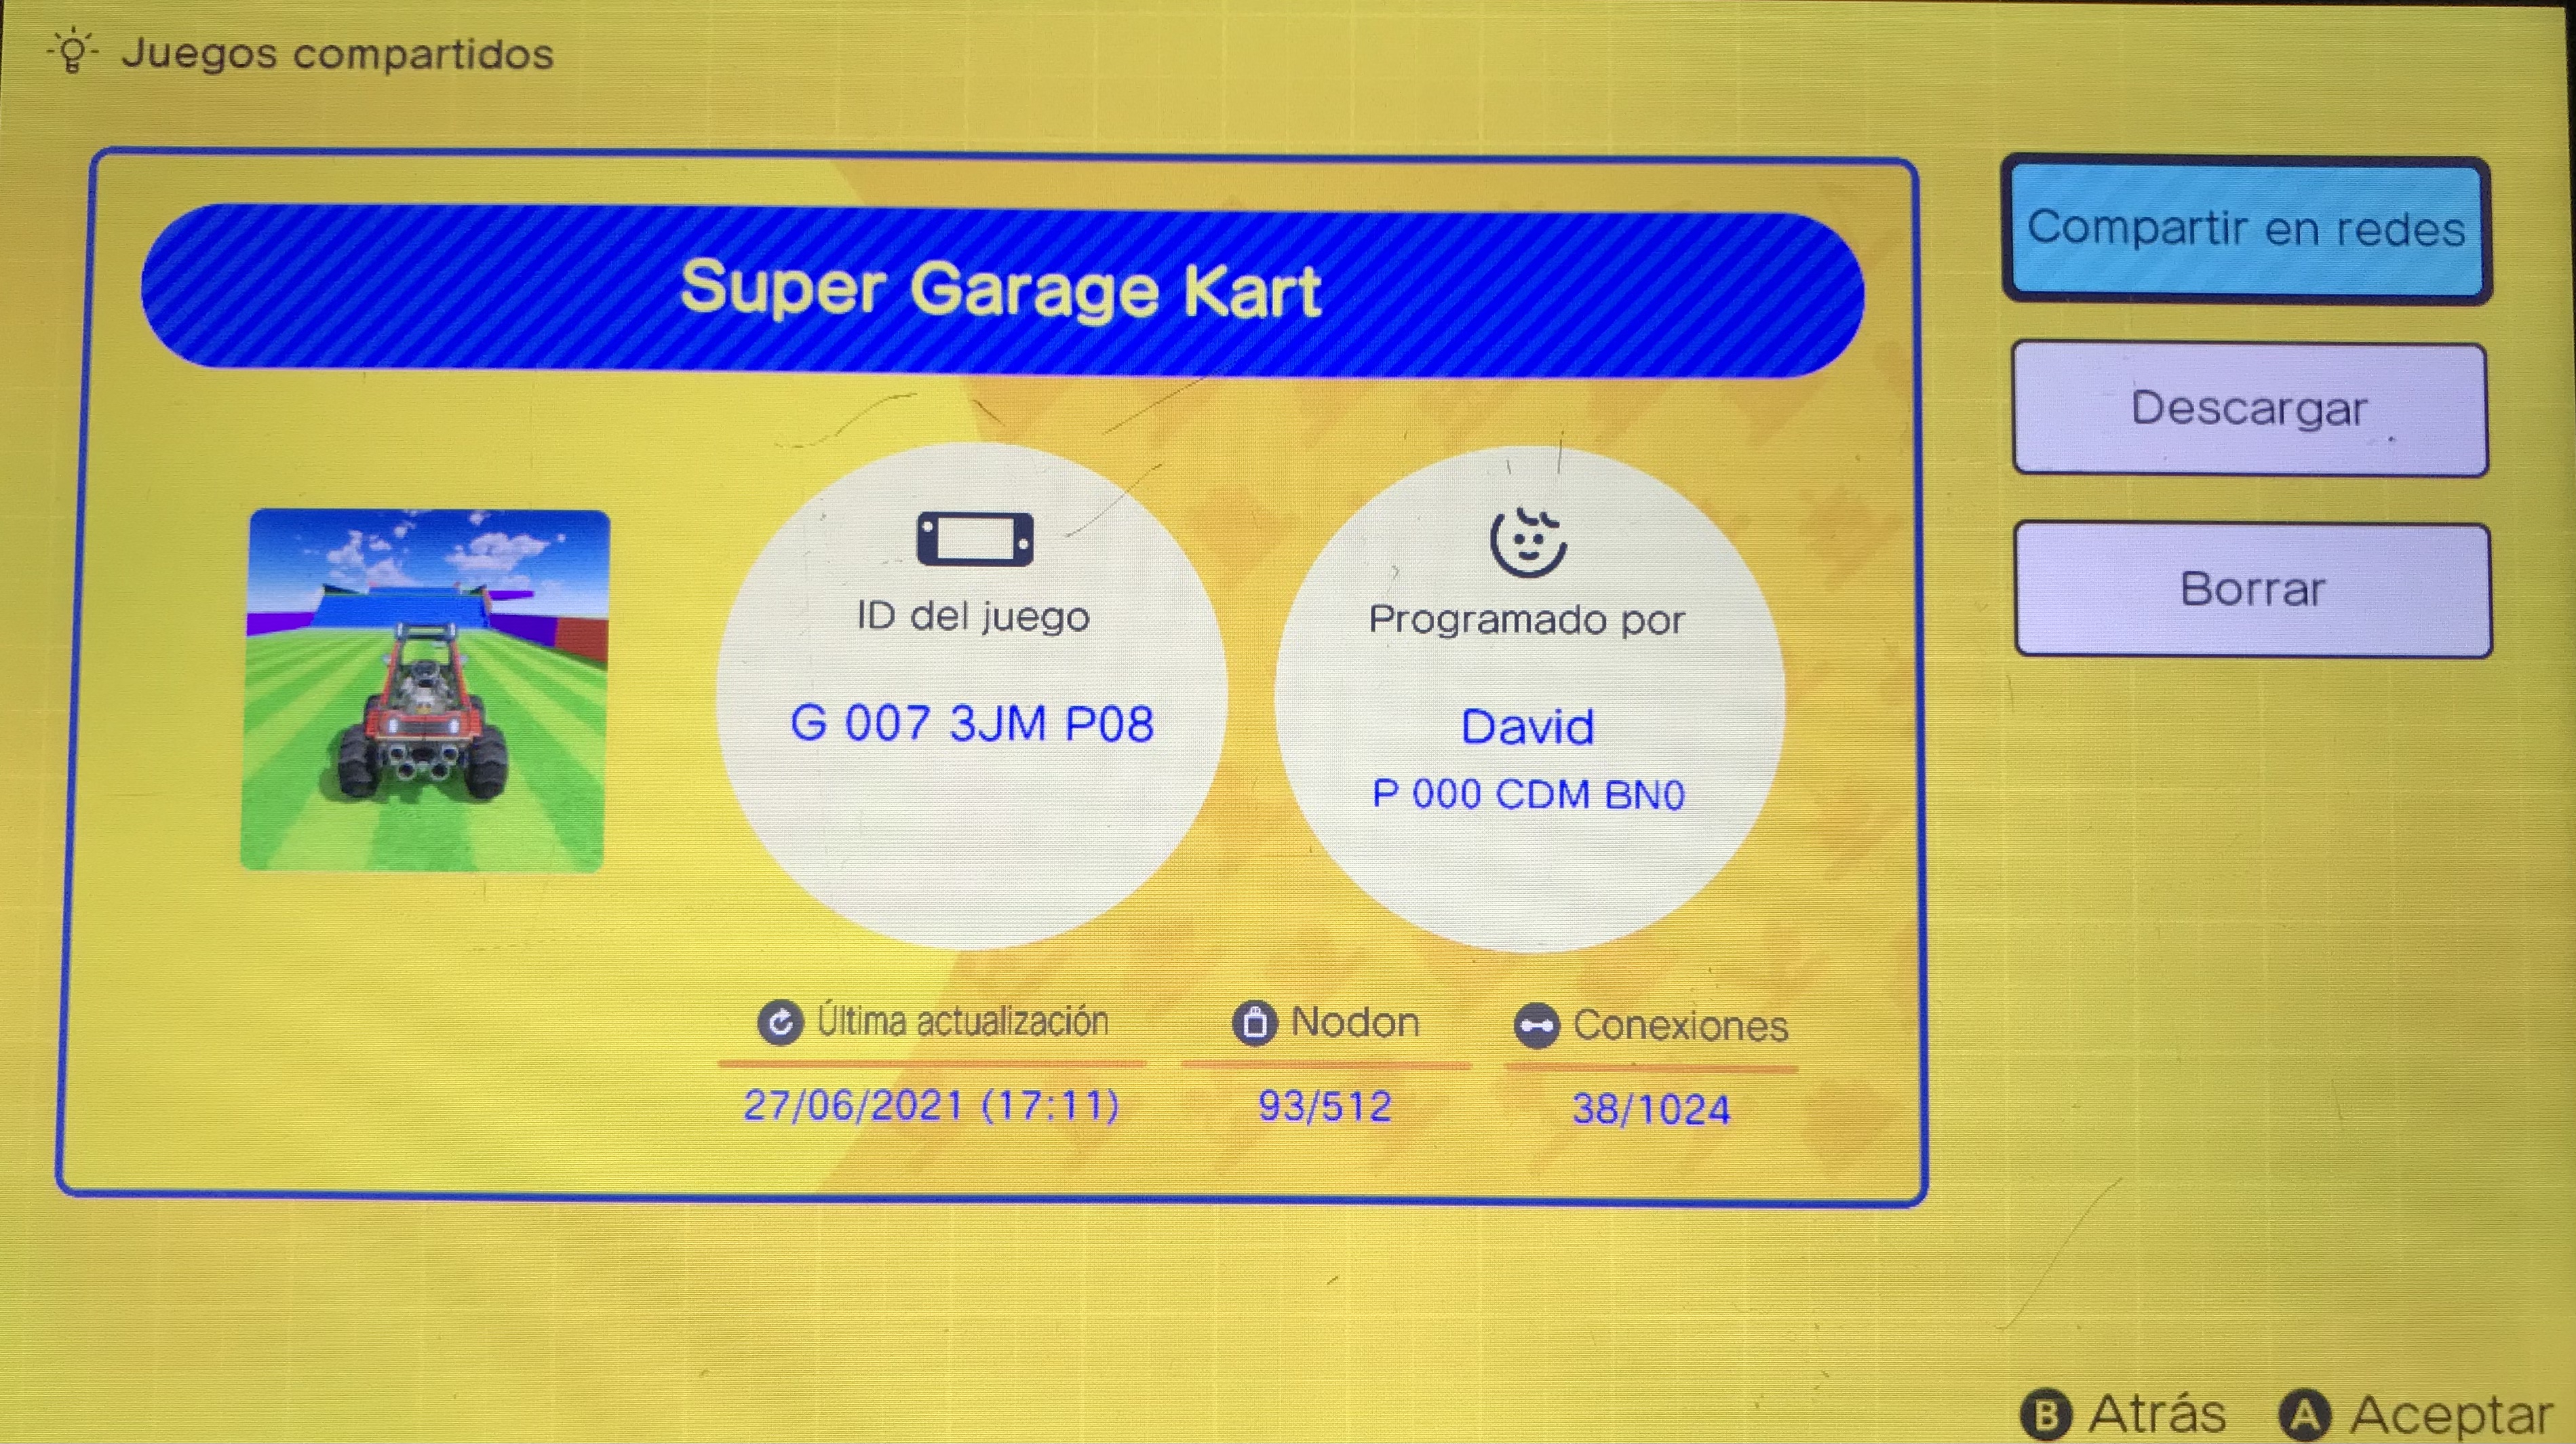 Juegos compartidos
Super Garage Kart
ID del juego
G 007 3JM P08
Programado por
David
P 000 CDM BN0
Última actualización
27/06/2021 (17:11)
Nodon
93/512
Conexiones
38/1024
Compartir en redes
Descargar
Borrar
B Atrás A Aceptar